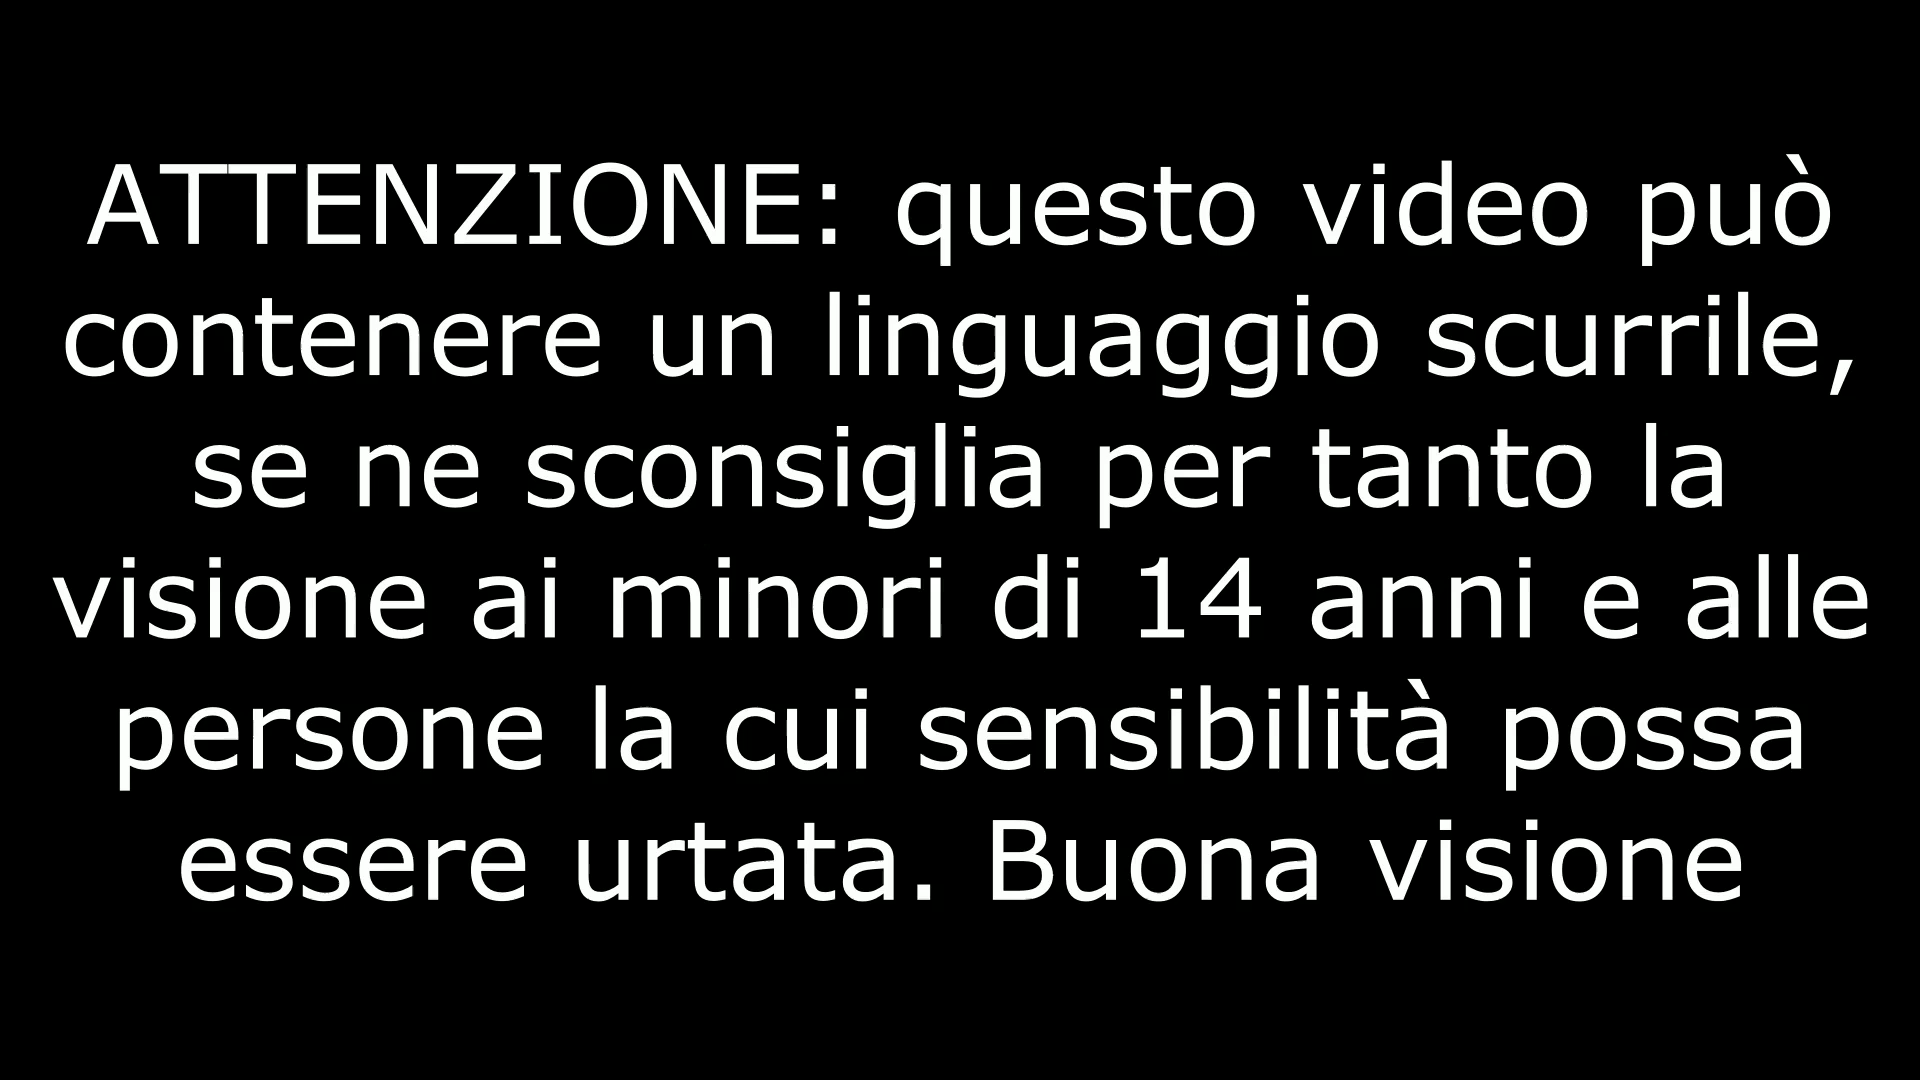 ATTENZIONE: questo video può
contenere un linguaggio scurrile,
se ne sconsiglia per tanto la
visione ai minori di 14 anni e alle
persone la cui sensibilità possa
essere urtata. Buona visione